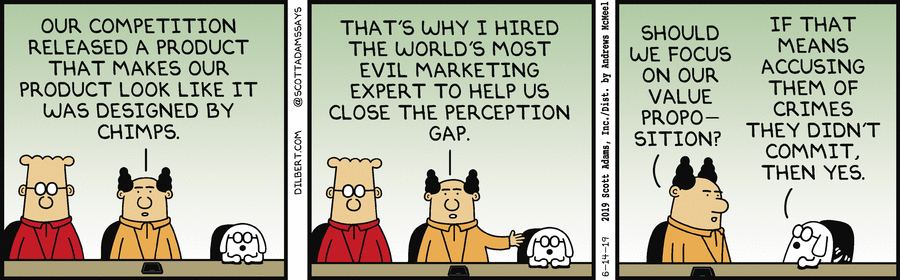 OUR COMPETITION
RELEASED A PRODUCT
THAT MAKES OUR
PRODUCT LOOK LIKE IT
WAS DESIGNED BY
CHIMPS.
DILBERT.COM @SCOTTADAMSSAYS
THAT'S WHY I HIRED
THE WORLD'S MOST
EVIL MARKETING
EXPERT TO HELP US
CLOSE THE PERCEPTION
GAP.
6-14-19 2019 Scott Adams, Inc./Dist. by Andrews McMeel
SHOULD
WE FOCUS
ON OUR
VALUE
PROPO-
SITION?
IF THAT
MEANS
ACCUSING
THEM OF
CRIMES
THEY DIDN'T
COMMIT,
THEN YES.